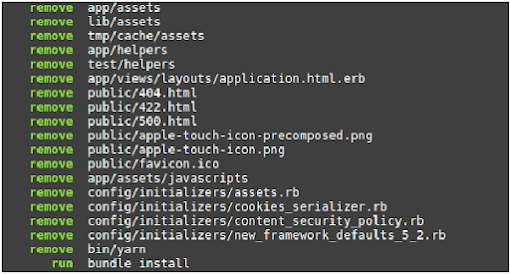 remove app/assets
remove lib/assets
remove tmp/cache/assets
remove app/helpers
remove test/helpers
remove app/views/layouts/application.html.erb
remove public/404.html
remove public/422.html
remove public/500.html
remove public/apple-touch-icon-precomposed.png
remove public/apple-touch-icon.png
remove public/favicon.ico
remove app/assets/javascripts
remove config/initializers/assets.rb
remove config/initializers/cookies_serializer.rb
remove config/initializers/content_security_policy.rb
remove config/initializers/new_framework_defaults_5_2.rb
remove bin/yarn
run bundle install